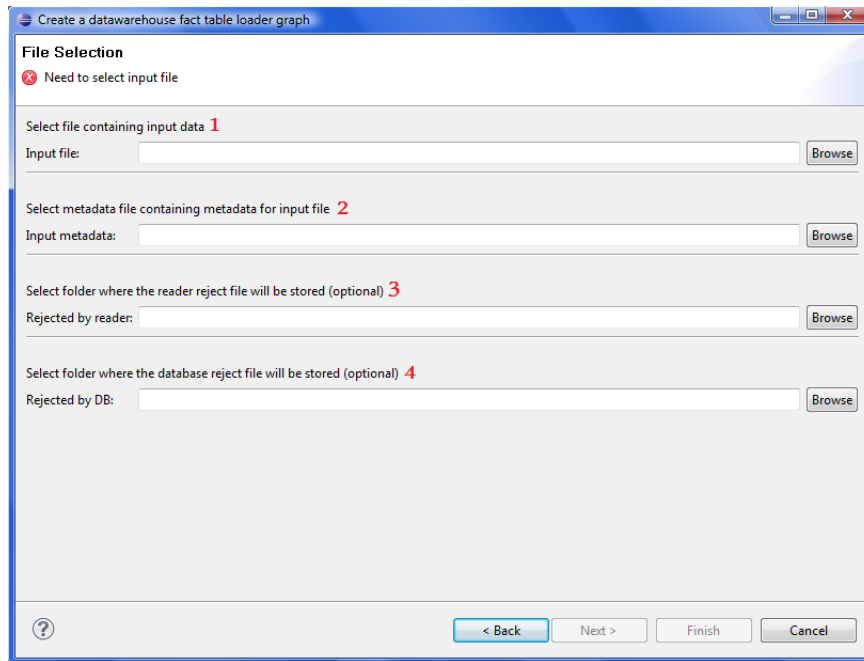 Create a datawarehouse fact table loader graph
File Selection
Need to select input file
Select file containing input data 1
Input file: Browse
Select metadata file containing metadata for input file 2
Input metadata: Browse
Select folder where the reader reject file will be stored (optional) 3
Rejected by reader: Browse
Select folder where the database reject file will be stored (optional) 4
Rejected by DB: Browse
? < Back Next > Finish Cancel